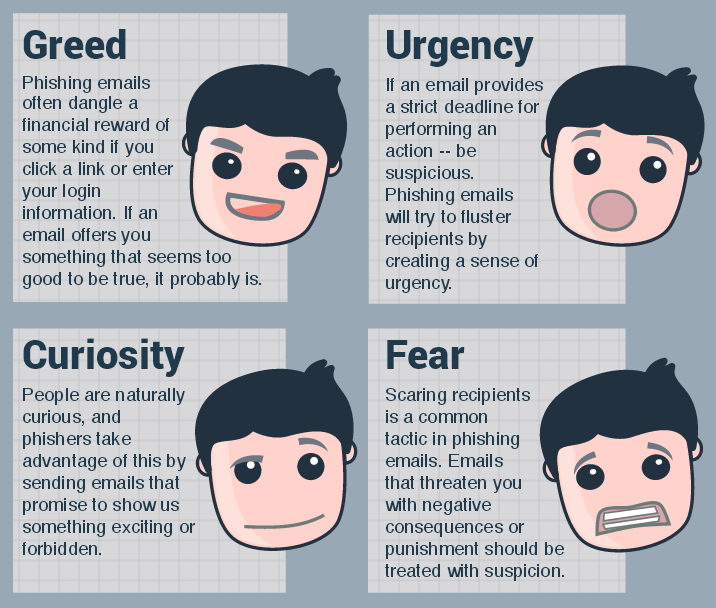 Greed
Phishing emails
often dangle a
financial reward of
some kind if you
click a link or enter
your login
information. If an
email offers you
something that seems too
good to be true, it probably is.
Urgency
If an email provides
a strict deadline for
performing an
action -- be
suspicious.
Phishing emails
will try to fluster
recipients by
creating a sense of
urgency.
Curiosity
People are naturally
curious, and
phishers take
advantage of this by
sending emails that
promise to show us
something exciting or
forbidden.
Fear
Scaring recipients
is a common
tactic in phishing
emails. Emails
that threaten you
with negative
consequences or
punishment should be
treated with suspicion.